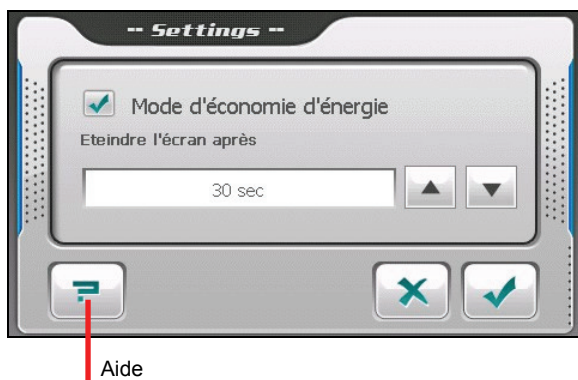 -- Settings --
Mode d'économie d'énergie
Eteindre l'écran après
30 sec
?
Aide